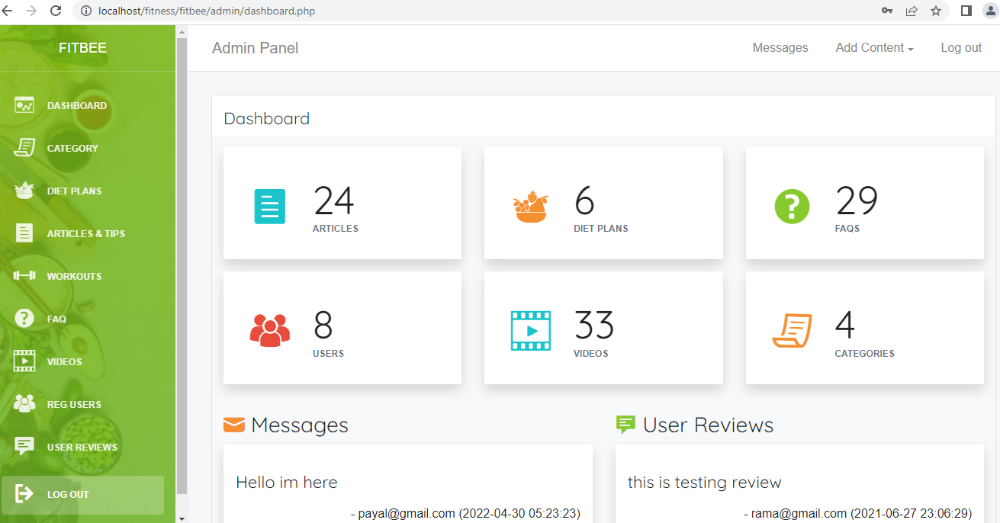 localhost/fitness/fitbee/admin/dashboard.php
FITBEE
Admin Panel
Messages
Add Content
Log out
DASHBOARD
CATEGORY
DIET PLANS
ARTICLES & TIPS
WORKOUTS
FAQ
VIDEOS
REG USERS
USER REVIEWS
LOG OUT
Dashboard
24
ARTICLES
6
DIET PLANS
29
FAQS
8
USERS
33
VIDEOS
4
CATEGORIES
Messages
Hello im here
- payal@gmail.com (2022-04-30 05:23:23)
User Reviews
this is testing review
- rama@gmail.com (2021-06-27 23:06:29)